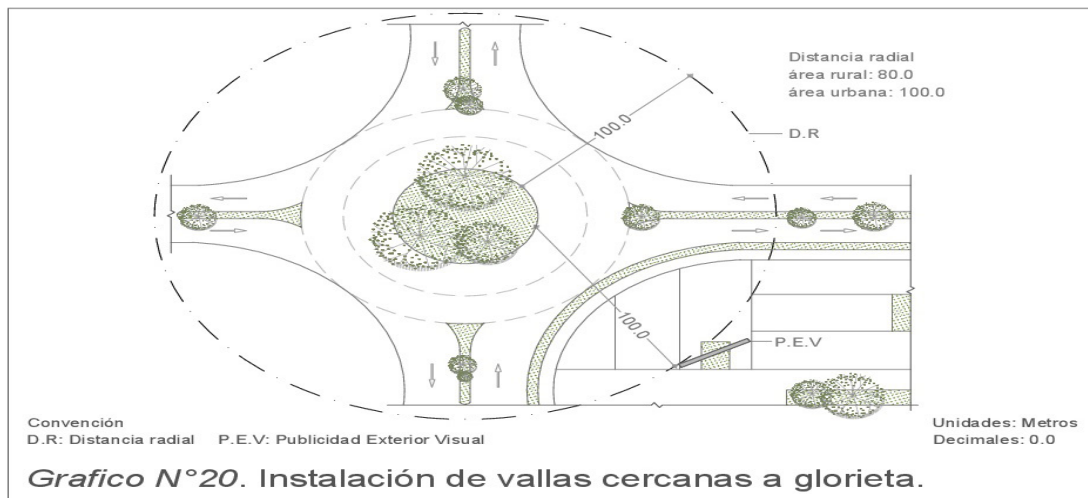 Distancia radial
área rural: 80.0
área urbana: 100.0
100.0
D.R
100.0
P.E.V
Convención
D.R: Distancia radial P.E.V: Publicidad Exterior Visual
Unidades: Metros
Decimales: 0.0
Grafico N°20. Instalación de vallas cercanas a glorieta.